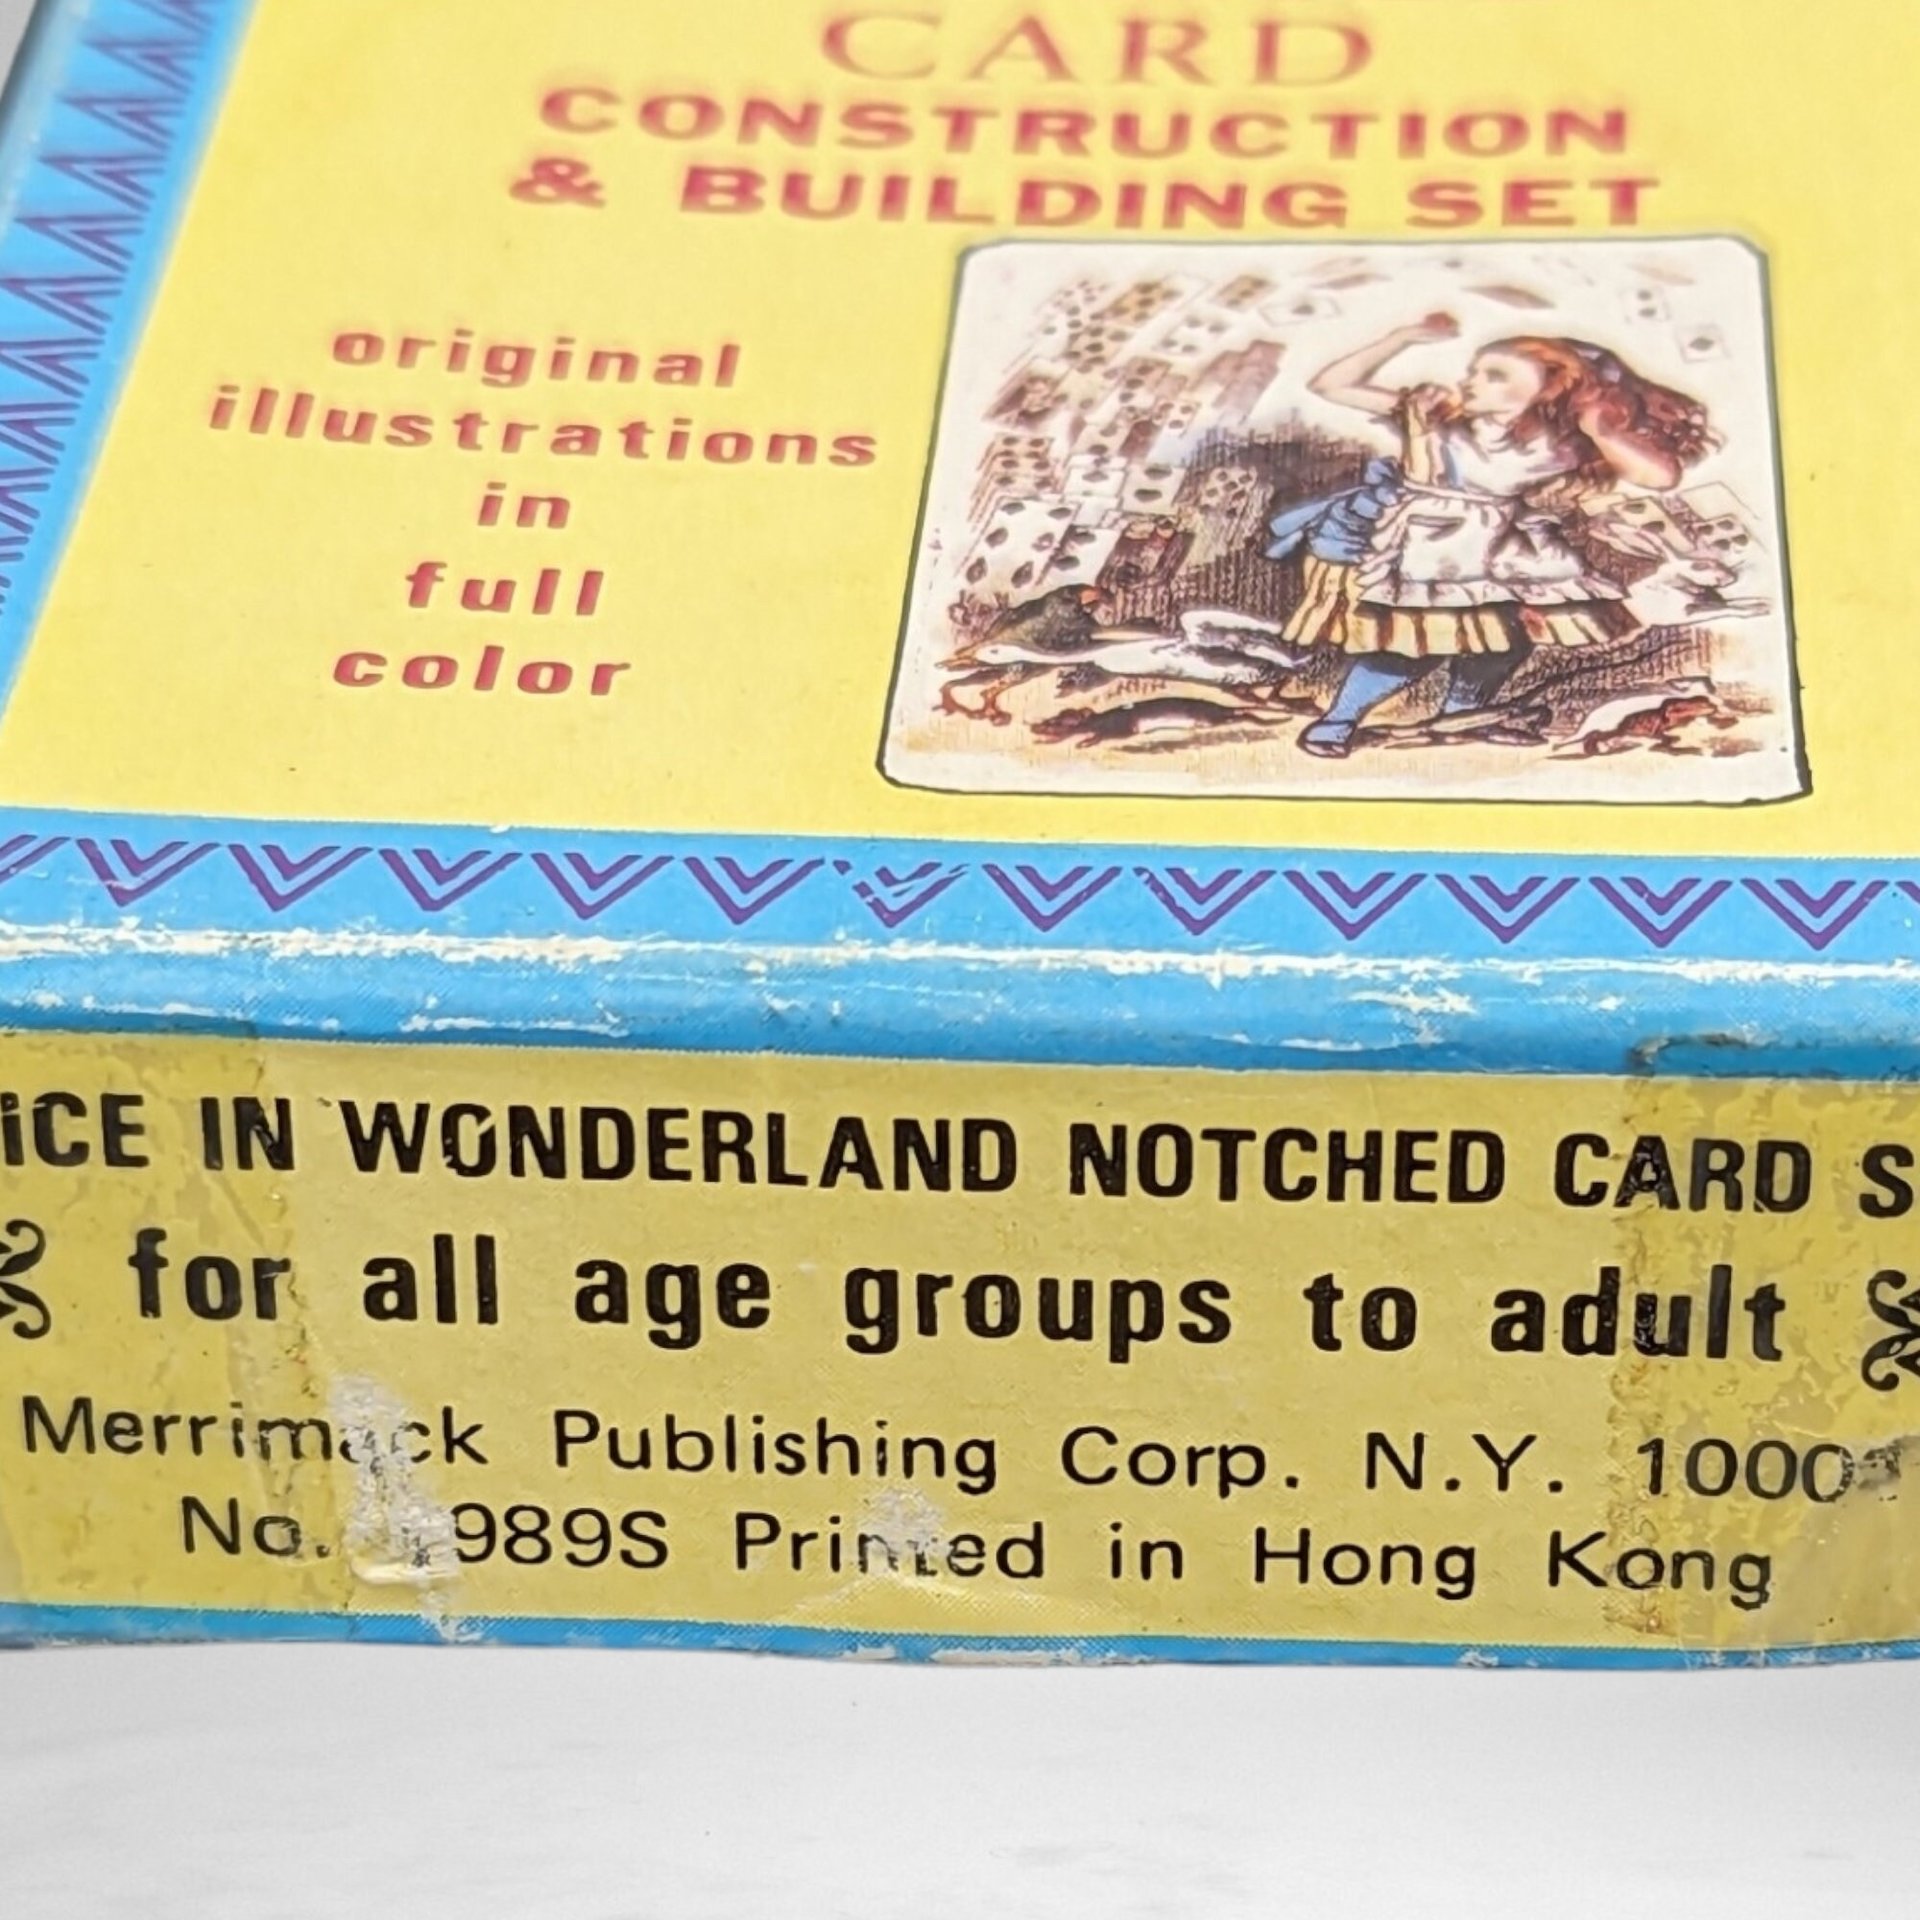 CARD
CONSTRUCTION
& BUILDING SET
original
illustrations
in
full
color
iCE IN WONDERLAND NOTCHED CARD S
for all age groups to adult
Merrimack Publishing Corp. N.Y.
No. Printed in Hong Kong